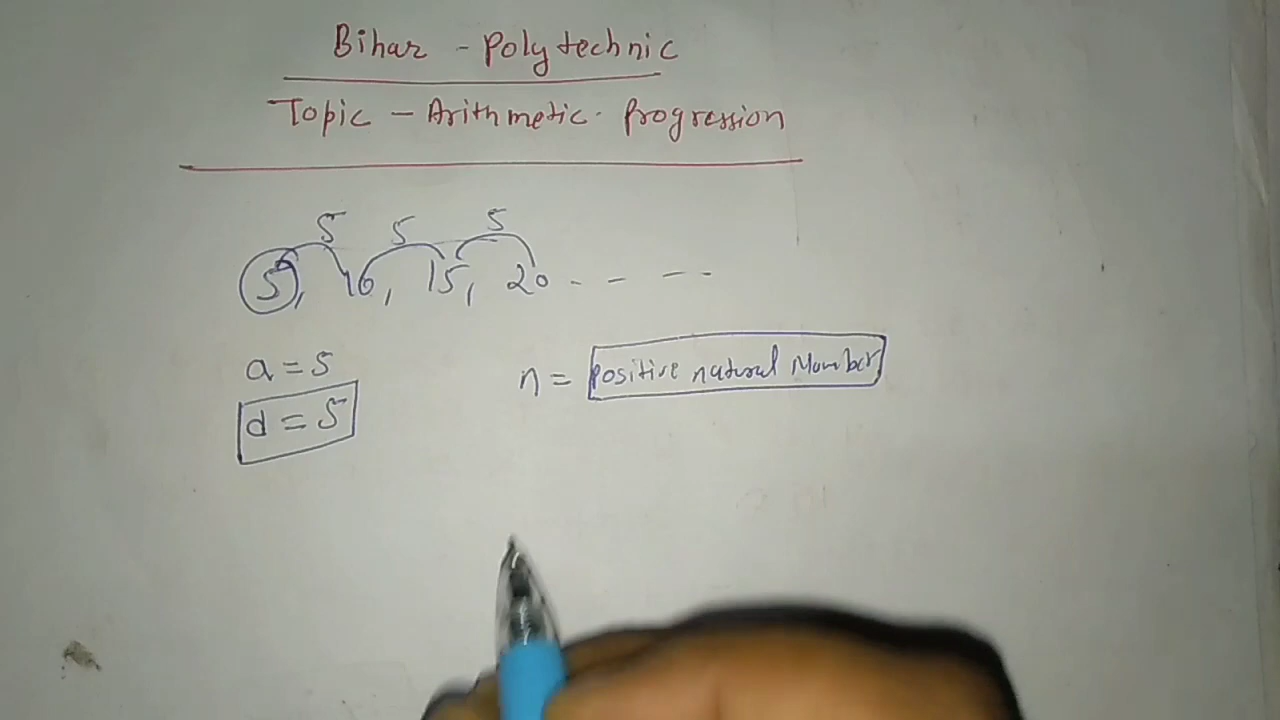 Bihar - Polytechnic
Topic - Arithmetic. Progression
5 5 5
5, 10, 15, 20 - - - -
a = 5
n = positive natural Number
d = 5